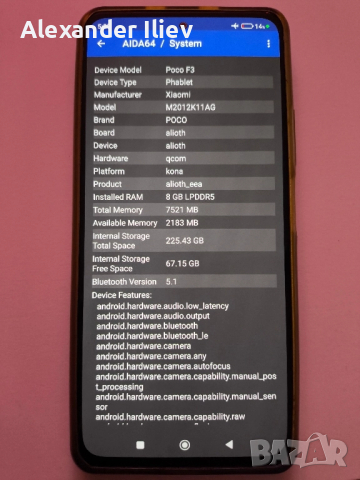 Alexander Iliev
14%
AIDA64 / System
Device Model Poco F3
Device Type Phablet
Manufacturer Xiaomi
Model M2012K11AG
Brand POCO
Board alioth
Device alioth
Hardware qcom
Platform kona
Product alioth_eea
Installed RAM 8 GB LPDDR5
Total Memory 7521 MB
Available Memory 2183 MB
Internal Storage
Total Space 225.43 GB
Internal Storage
Free Space 67.15 GB
Bluetooth Version 5.1
Device Features:
android.hardware.audio.low_latency
android.hardware.audio.output
android.hardware.bluetooth
android.hardware.bluetooth_le
android.hardware.camera
android.hardware.camera.any
android.hardware.camera.autofocus
android.hardware.camera.capability.manual_pos
t_processing
android.hardware.camera.capability.manual_sen
sor
android.hardware.camera.capability.raw
BAZAR
bg